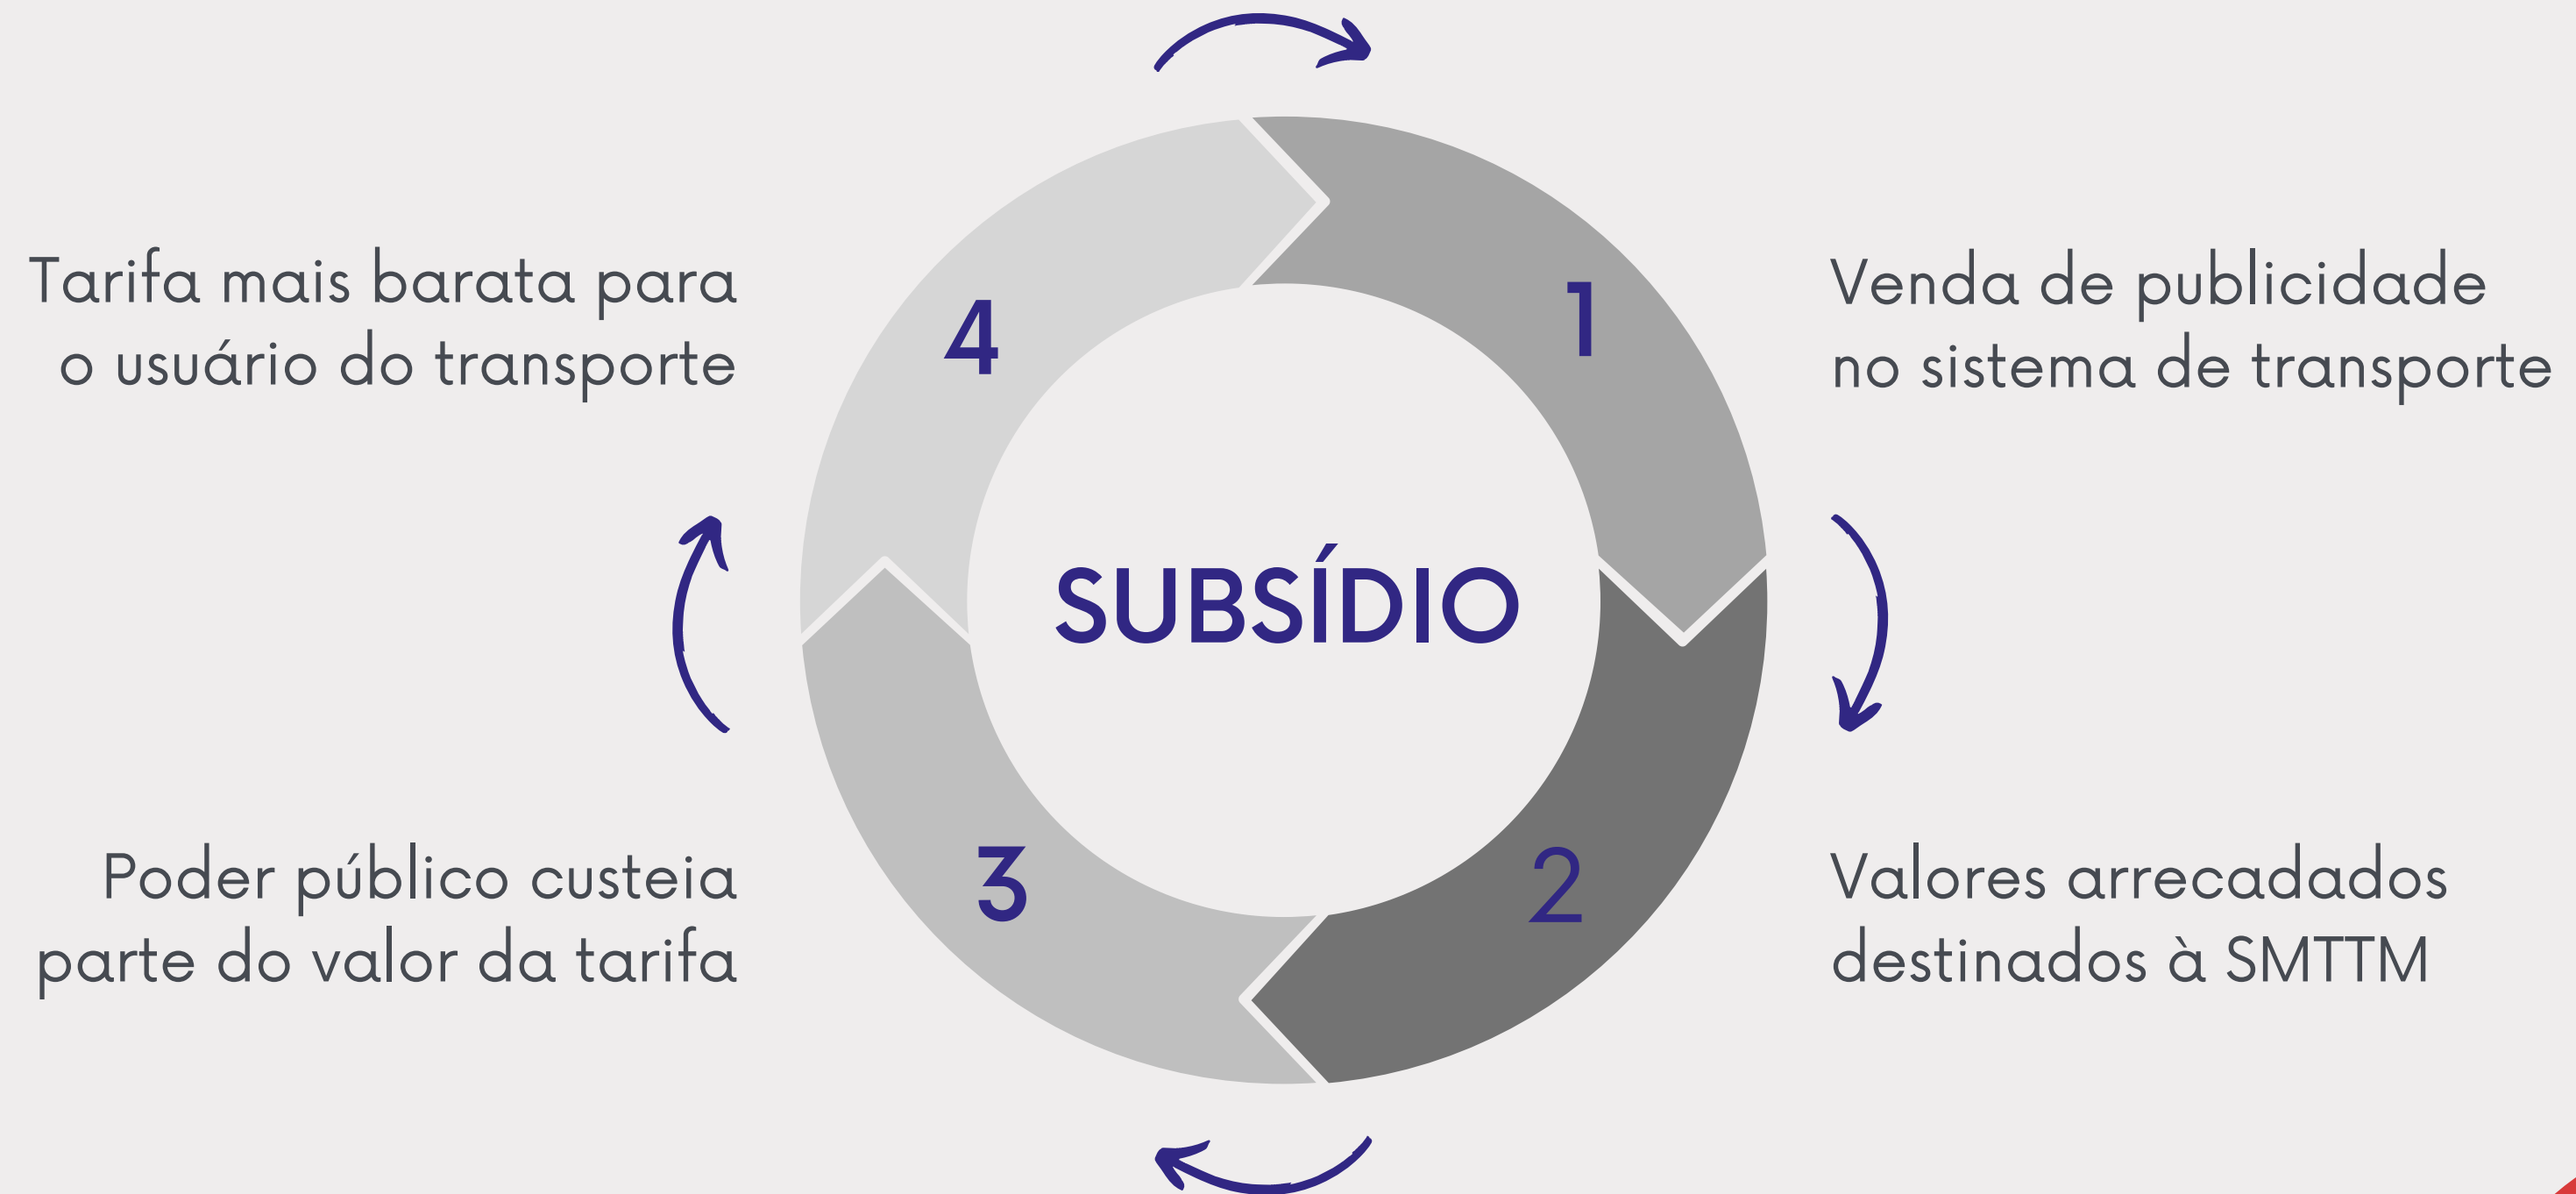 SUBSÍDIO
1
Venda de publicidade
no sistema de transporte
2
Valores arrecadados
destinados à SMTTM
3
Poder público custeia
parte do valor da tarifa
4
Tarifa mais barata para
o usuário do transporte